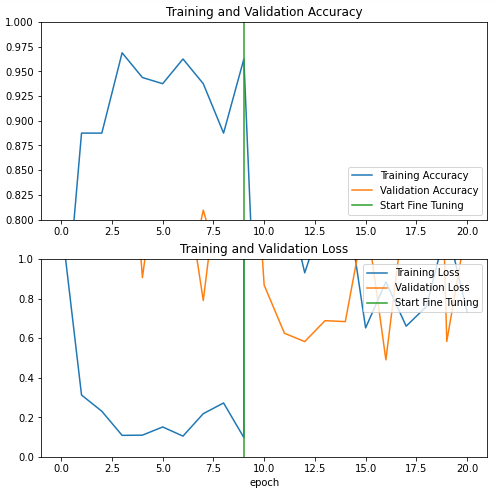 Training and Validation Accuracy
1.000
0.975
0.950
0.925
0.900
0.875
0.850
0.825
0.800
Training Accuracy
Validation Accuracy
Start Fine Tuning
0.0 2.5 5.0 7.5 10.0 12.5 15.0 17.5 20.0
Training and Validation Loss
1.0
0.8
0.6
0.4
0.2
0.0
Training Loss
Validation Loss
Start Fine Tuning
0.0 2.5 5.0 7.5 10.0 12.5 15.0 17.5 20.0
epoch